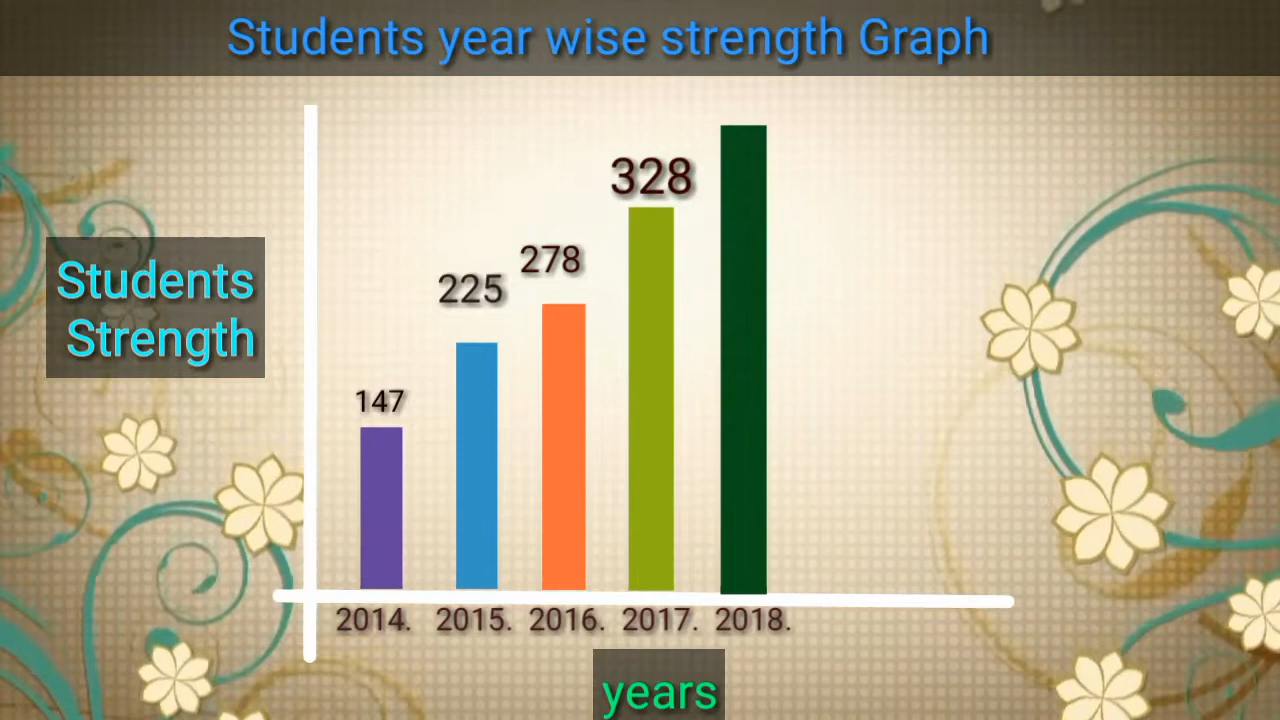 Students year wise strength Graph
328
278
225
Students
Strength
147
2014. 2015. 2016. 2017. 2018.
years